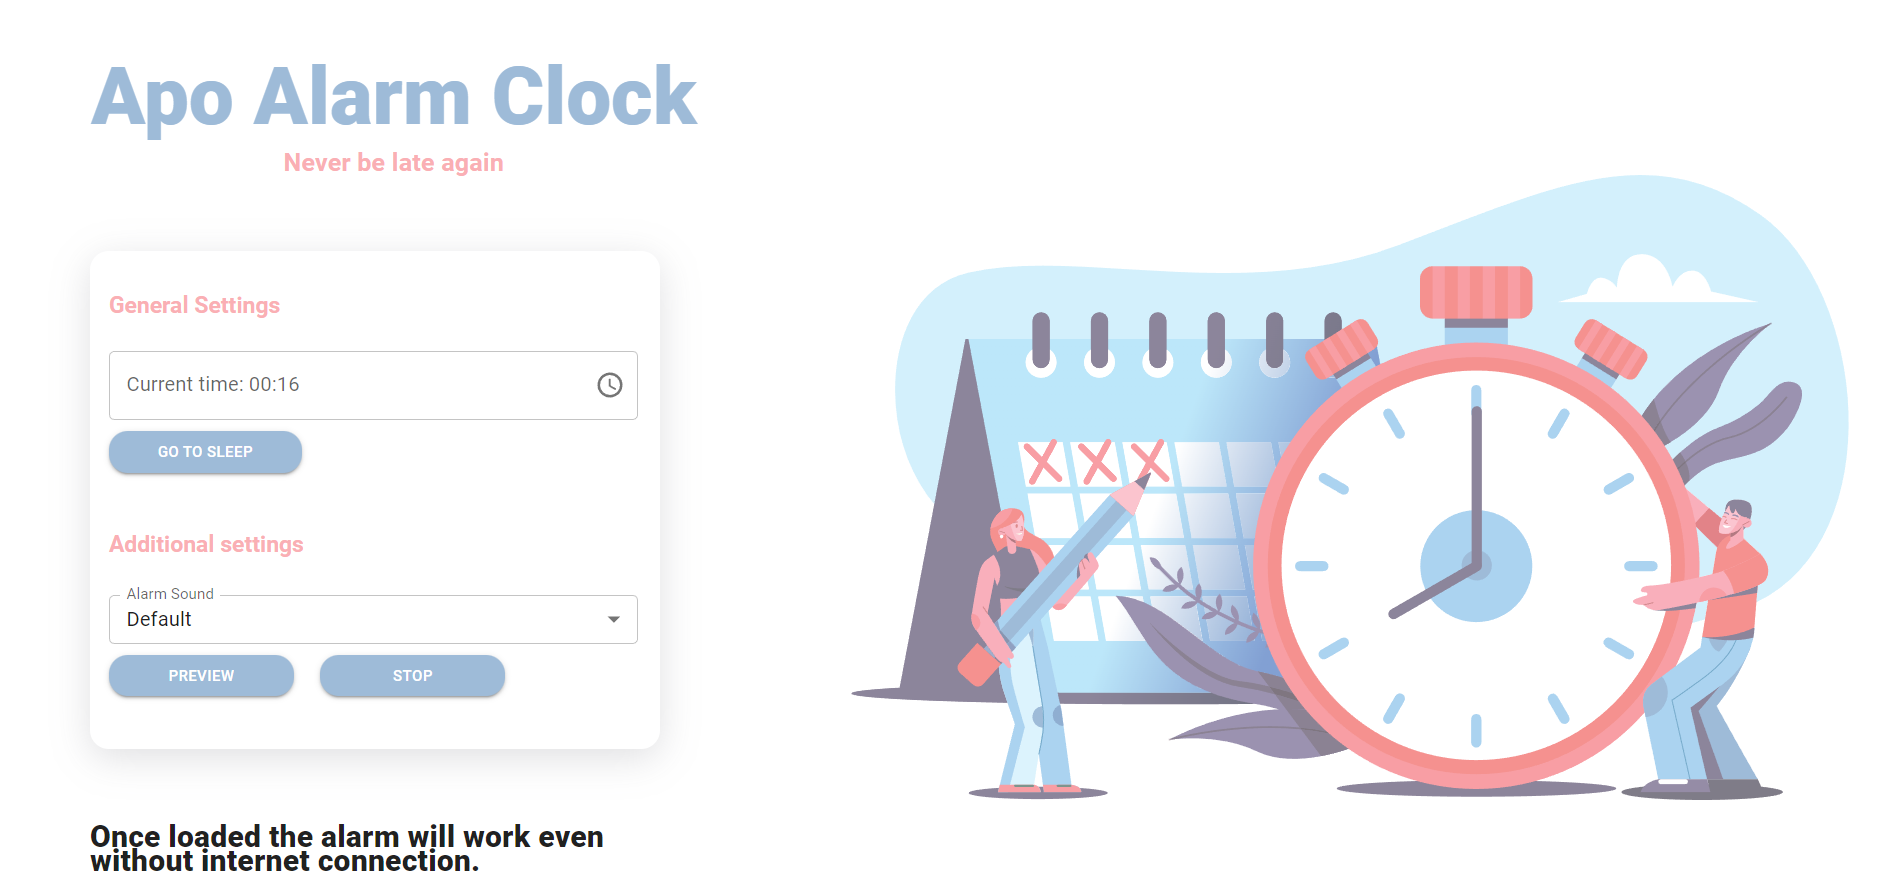 Apo Alarm Clock
Never be late again
General Settings
Current time: 00:16
GO TO SLEEP
Additional settings
Alarm Sound
Default
PREVIEW
STOP
Once loaded the alarm will work even
without internet connection.